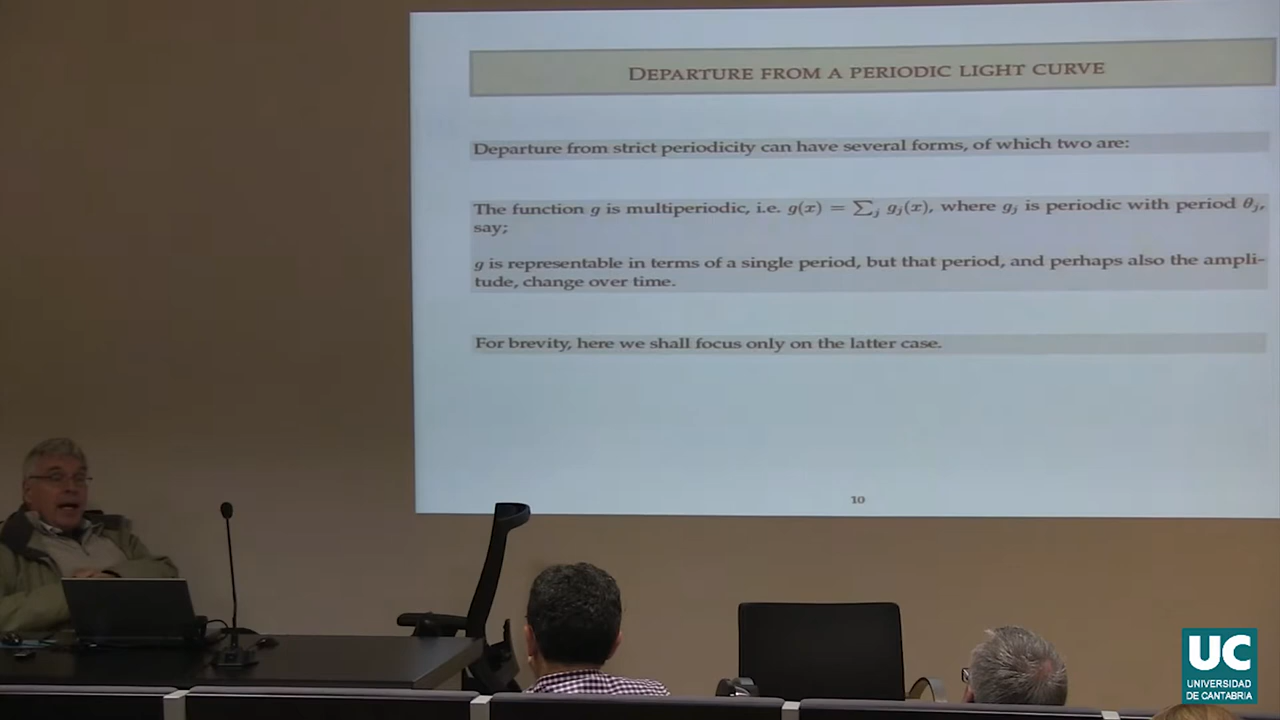 DEPARTURE FROM A PERIODIC LIGHT CURVE
Departure from strict periodicity can have several forms, of which two are:
The function g is multiperiodic, i.e. g(x) = ∑j gj(x), where gj is periodic with period θj,
say;
g is representable in terms of a single period, but that period, and perhaps also the ampli-
tude, change over time.
For brevity, here we shall focus only on the latter case.
10
UC
UNIVERSIDAD
DE CANTABRIA